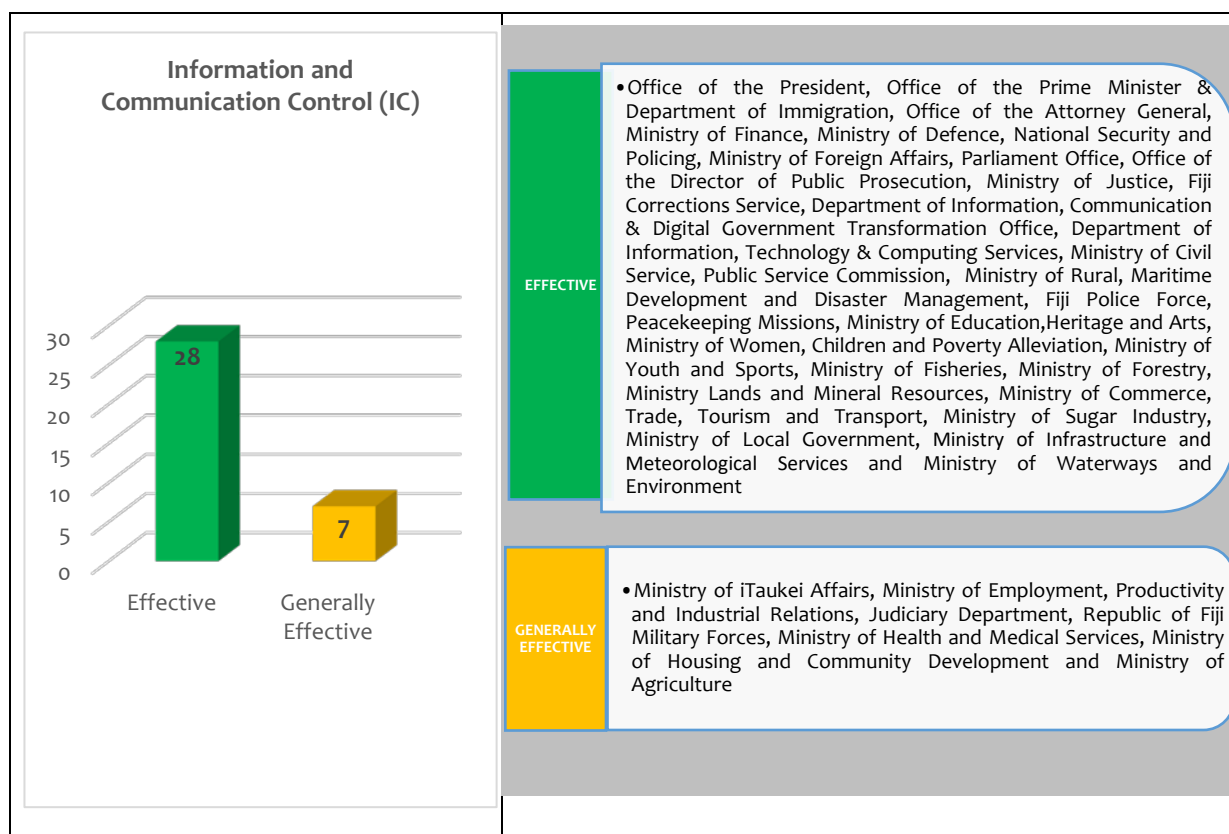 Information and
Communication Control (IC)
30
25
20
15
10
5
0
28
7
Effective
Generally
Effective
EFFECTIVE
•Office of the President, Office of the Prime Minister &
Department of Immigration, Office of the Attorney General,
Ministry of Finance, Ministry of Defence, National Security and
Policing, Ministry of Foreign Affairs, Parliament Office, Office of
the Director of Public Prosecution, Ministry of Justice, Fiji
Corrections Service, Department of Information, Communication
& Digital Government Transformation Office, Department of
Information, Technology & Computing Services, Ministry of Civil
Service, Public Service Commission, Ministry of Rural, Maritime
Development and Disaster Management, Fiji Police Force,
Peacekeeping Missions, Ministry of Education,Heritage and Arts,
Ministry of Women, Children and Poverty Alleviation, Ministry of
Youth and Sports, Ministry of Fisheries, Ministry of Forestry,
Ministry Lands and Mineral Resources, Ministry of Commerce,
Trade, Tourism and Transport, Ministry of Sugar Industry,
Ministry of Local Government, Ministry of Infrastructure and
Meteorological Services and Ministry of Waterways and
Environment
GENERALLY
EFFECTIVE
•Ministry of iTaukei Affairs, Ministry of Employment, Productivity
and Industrial Relations, Judiciary Department, Republic of Fiji
Military Forces, Ministry of Health and Medical Services, Ministry
of Housing and Community Development and Ministry of
Agriculture